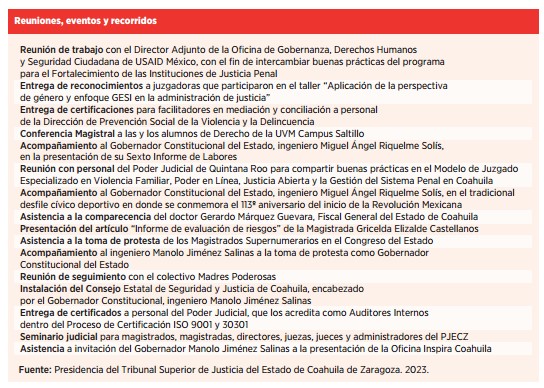 Reuniones, eventos y recorridos
Reunión de trabajo con el Director Adjunto de la Oficina de Gobernanza, Derechos Humanos
y Seguridad Ciudadana de USAID México, con el fin de intercambiar buenas prácticas del programa
para el Fortalecimiento de las Instituciones de Justicia Penal
Entrega de reconocimientos a juzgadoras que participaron en el taller “Aplicación de la perspectiva
de género y enfoque GESI en la administración de justicia”
Entrega de certificaciones para facilitadores en mediación y conciliación a personal
de la Dirección de Prevención Social de la Violencia y la Delincuencia
Conferencia Magistral a las y los alumnos de Derecho de la UVM Campus Saltillo
Acompañamiento al Gobernador Constitucional del Estado, ingeniero Miguel Ángel Riquelme Solís,
en la presentación de su Sexto Informe de Labores
Reunión con personal del Poder Judicial de Quintana Roo para compartir buenas prácticas en el Modelo de Juzgado
Especializado en Violencia Familiar, Poder en Línea, Justicia Abierta y la Gestión del Sistema Penal en Coahuila
Acompañamiento al Gobernador Constitucional del Estado, ingeniero Miguel Ángel Riquelme Solís, en el tradicional
desfile cívico deportivo en donde se conmemora el 113º aniversario del inicio de la Revolución Mexicana
Asistencia a la comparecencia del doctor Gerardo Márquez Guevara, Fiscal General del Estado de Coahuila
Presentación del artículo “Informe de evaluación de riesgos” de la Magistrada Gricelda Elizalde Castellanos
Asistencia a la toma de protesta de los Magistrados Supernumerarios en el Congreso del Estado
Acompañamiento al ingeniero Manolo Jiménez Salinas a la toma de protesta como Gobernador
Constitucional del Estado
Reunión de seguimiento con el colectivo Madres Poderosas
Instalación del Consejo Estatal de Seguridad y Justicia de Coahuila, encabezado
por el Gobernador Constitucional, ingeniero Manolo Jiménez Salinas
Entrega de certificados a personal del Poder Judicial, que los acredita como Auditores Internos
dentro del Proceso de Certificación ISO 9001 y 30301
Seminario judicial para magistrados, magistradas, directores, juezas, jueces y administradores del PJECZ
Asistencia a invitación del Gobernador Manolo Jiménez Salinas a la presentación de la Oficina Inspira Coahuila
Fuente: Presidencia del Tribunal Superior de Justicia del Estado de Coahuila de Zaragoza. 2023.